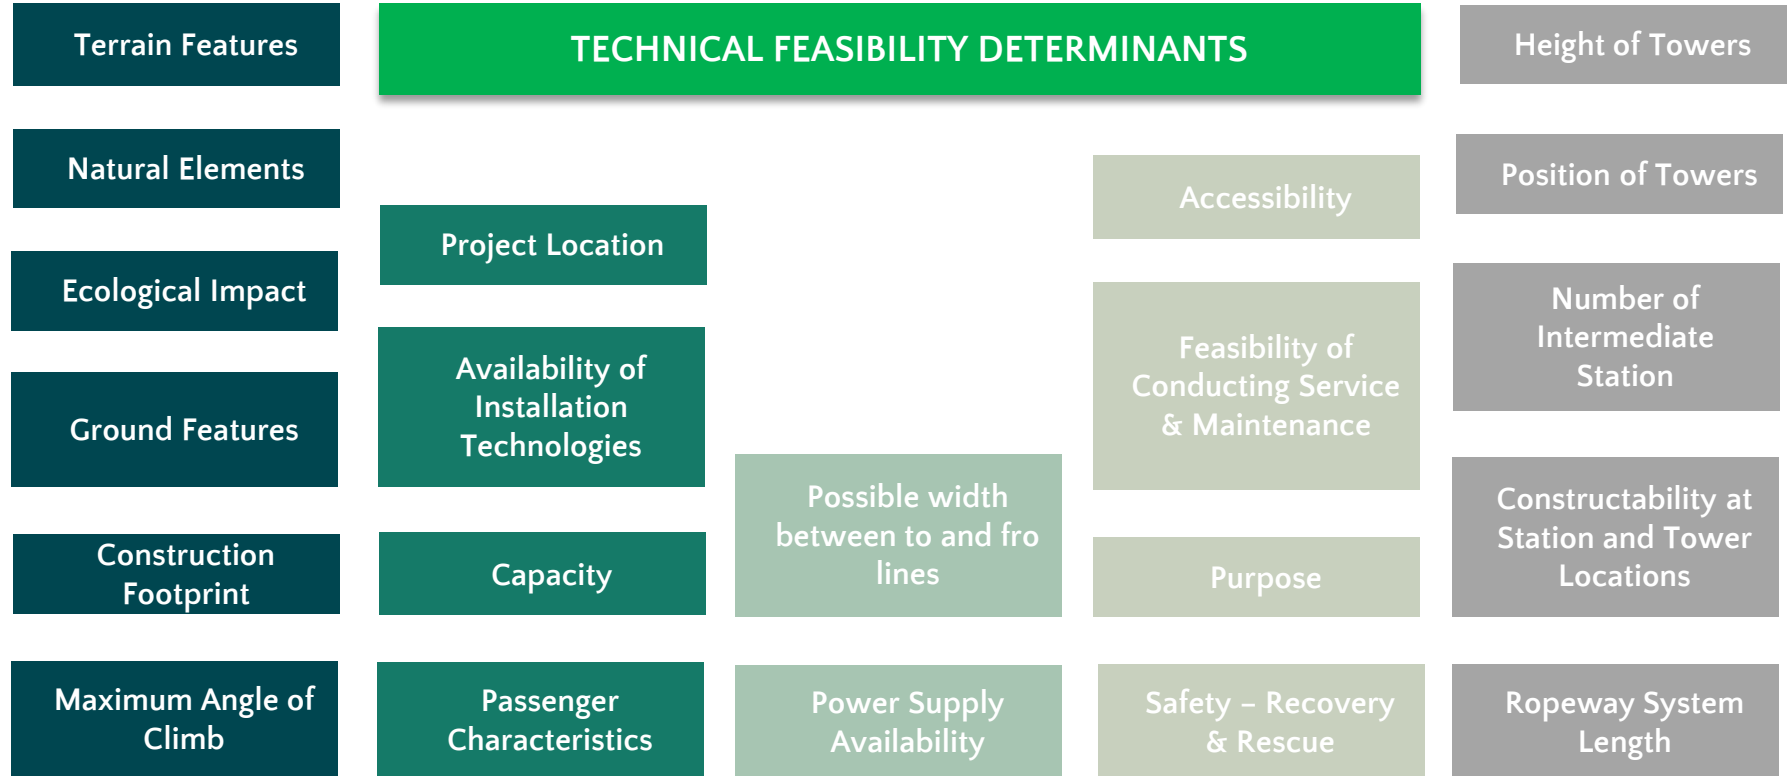 TECHNICAL FEASIBILITY DETERMINANTS
Terrain Features
Natural Elements
Ecological Impact
Ground Features
Construction
Footprint
Maximum Angle of
Climb
Project Location
Availability of
Installation
Technologies
Capacity
Passenger
Characteristics
Possible width
between to and fro
lines
Power Supply
Availability
Accessibility
Feasibility of
Conducting Service
& Maintenance
Purpose
Safety – Recovery
& Rescue
Height of Towers
Position of Towers
Number of
Intermediate
Station
Constructability at
Station and Tower
Locations
Ropeway System
Length